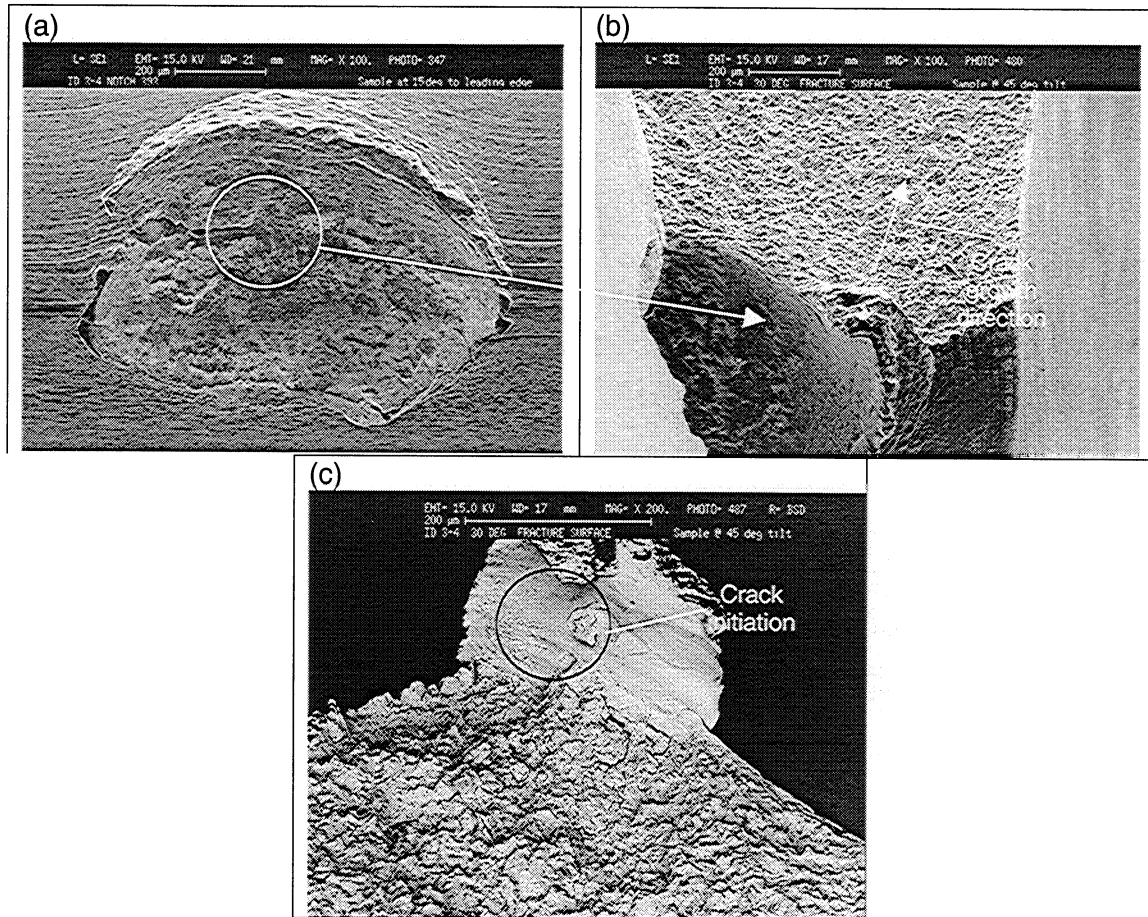 (a)
L= SE1 EHT= 15.0 KV WD= 21 mm MAG= X 100. PHOTO= 347
200 µm
ID 3-4 NOTCH 393 Sample at 15deg to leading edge
(b)
L= SE1 EHT= 15.0 KV WD= 17 mm MAG= X 100. PHOTO= 480
200 µm
ID 3-4 30 DEG FRACTURE SURFACE Sample @ 45 deg tilt
Crack
growth
direction
(c)
EHT= 15.0 KV WD= 17 mm MAG= X 200. PHOTO= 487 R= BSD
200 µm
ID 3-4 30 DEG FRACTURE SURFACE Sample @ 45 deg tilt
Crack
initiation